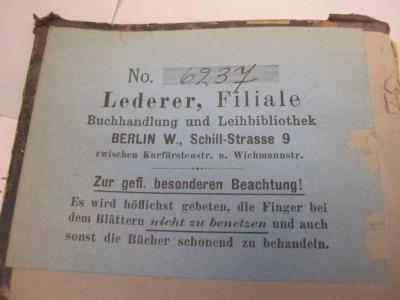 No. 6237
Lederer, Filiale
Buchhandlung und Leihbibliothek
BERLIN W., Schill-Strasse 9
zwischen Kurfürstenstr. u. Wichmannstr.
Zur gefl. besonderen Beachtung!
Es wird höflichst gebeten, die Finger bei
dem Blättern nicht zu benetzen und auch
sonst die Bücher schonend zu behandeln.